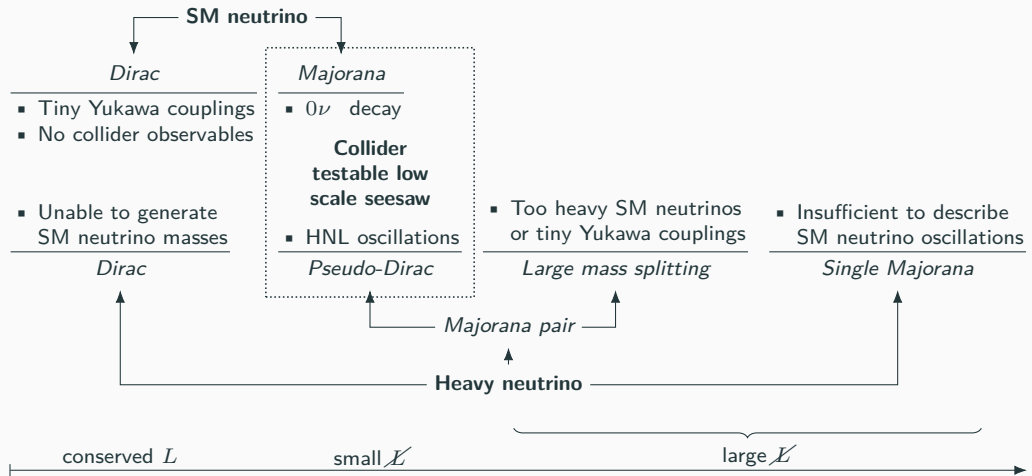 SM neutrino
Dirac
▪ Tiny Yukawa couplings
▪ No collider observables
Majorana
▪ 0ν decay
Collider
testable low
scale seesaw
▪ Unable to generate
SM neutrino masses
Dirac
▪ HNL oscillations
Pseudo-Dirac
▪ Too heavy SM neutrinos
or tiny Yukawa couplings
Large mass splitting
▪ Insufficient to describe
SM neutrino oscillations
Single Majorana
Majorana pair
Heavy neutrino
conserved L
small L̸
large L̸